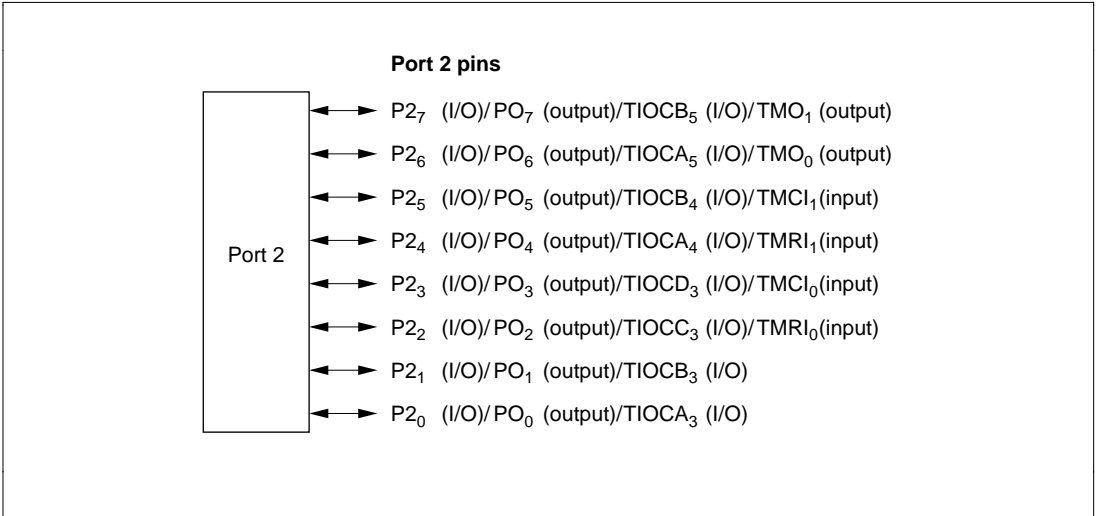 Port 2 pins
P2₇ (I/O)/PO₇ (output)/TIOCB₅ (I/O)/TMO₁ (output)
P2₆ (I/O)/PO₆ (output)/TIOCA₅ (I/O)/TMO₀ (output)
P2₅ (I/O)/PO₅ (output)/TIOCB₄ (I/O)/TMCI₁(input)
P2₄ (I/O)/PO₄ (output)/TIOCA₄ (I/O)/TMRI₁(input)
Port 2
P2₃ (I/O)/PO₃ (output)/TIOCD₃ (I/O)/TMCI₀(input)
P2₂ (I/O)/PO₂ (output)/TIOCC₃ (I/O)/TMRI₀(input)
P2₁ (I/O)/PO₁ (output)/TIOCB₃ (I/O)
P2₀ (I/O)/PO₀ (output)/TIOCA₃ (I/O)